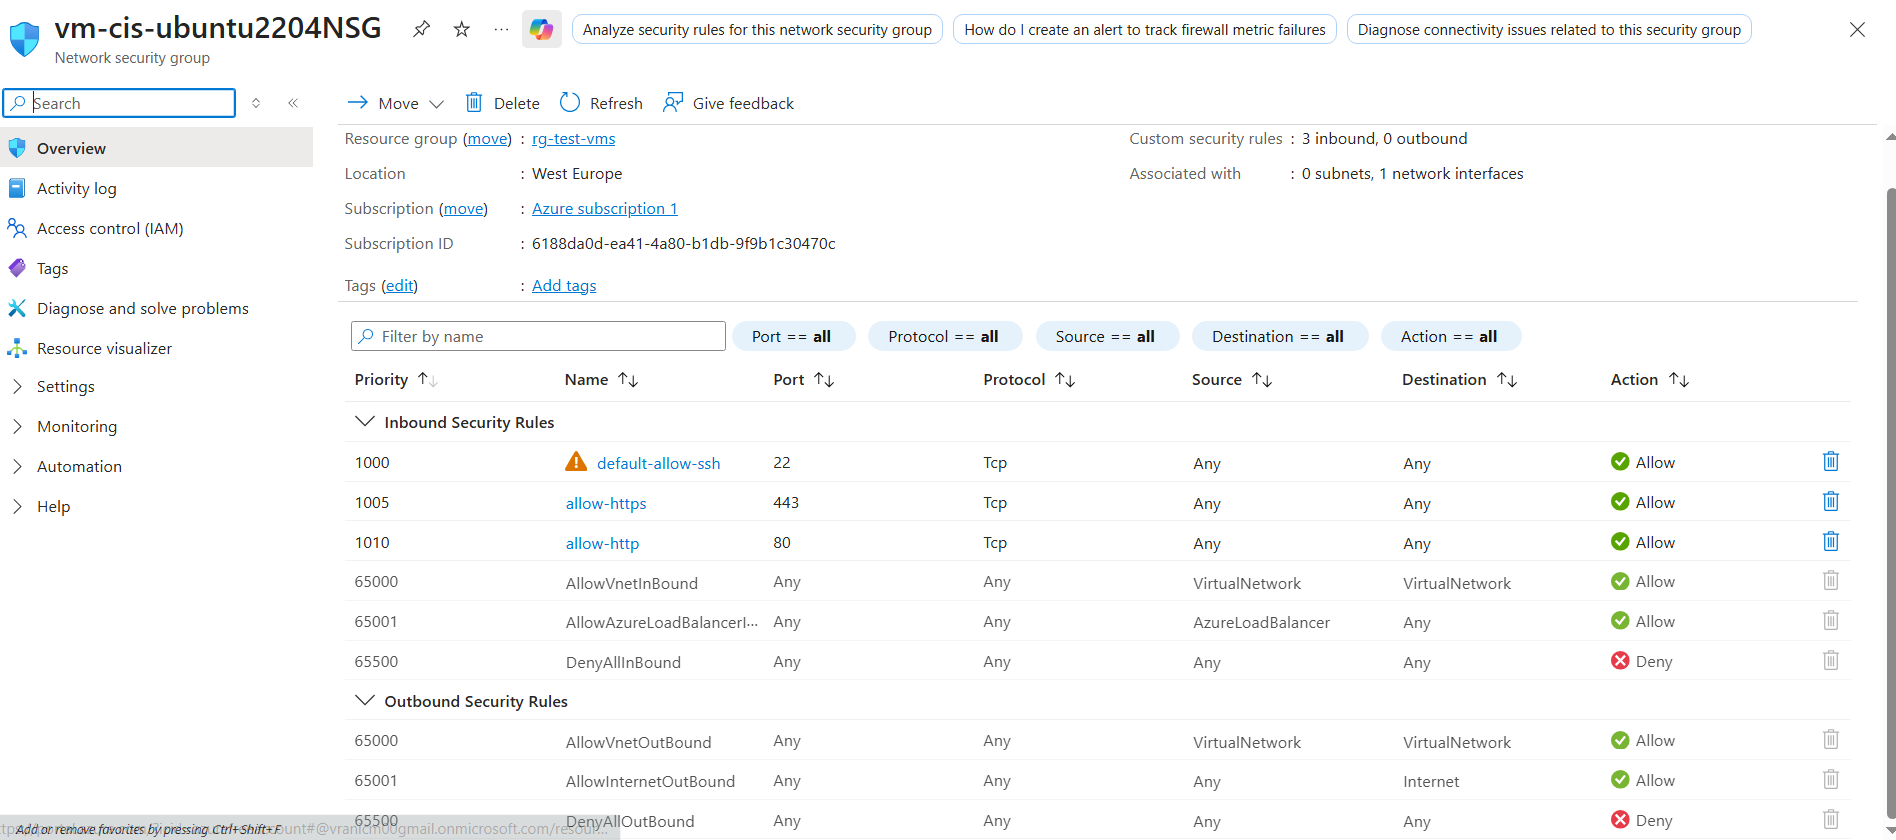 vm-cis-ubuntu2204NSG
Network security group
Analyze security rules for this network security group
How do I create an alert to track firewall metric failures
Diagnose connectivity issues related to this security group
Search
Overview
Activity log
Access control (IAM)
Tags
Diagnose and solve problems
Resource visualizer
Settings
Monitoring
Automation
Help
Move
Delete
Refresh
Give feedback
Resource group (move) : rg-test-vms
Location : West Europe
Subscription (move) : Azure subscription 1
Subscription ID : 6188da0d-ea41-4a80-b1db-9f9b1c30470c
Tags (edit) : Add tags
Custom security rules : 3 inbound, 0 outbound
Associated with : 0 subnets, 1 network interfaces
Filter by name
Port == all
Protocol == all
Source == all
Destination == all
Action == all
Priority Name Port Protocol Source Destination Action
Inbound Security Rules
1000 default-allow-ssh 22 Tcp Any Any Allow
1005 allow-https 443 Tcp Any Any Allow
1010 allow-http 80 Tcp Any Any Allow
65000 AllowVnetInBound Any Any VirtualNetwork VirtualNetwork Allow
65001 AllowAzureLoadBalancerI... Any Any AzureLoadBalancer Any Allow
65500 DenyAllInBound Any Any Any Any Deny
Outbound Security Rules
65000 AllowVnetOutBound Any Any VirtualNetwork VirtualNetwork Allow
65001 AllowInternetOutBound Any Any Any Internet Allow
65500 DenyAllOutBound Any Any Any Any Deny
Add or remove favorites by pressing Ctrl+Shift+F